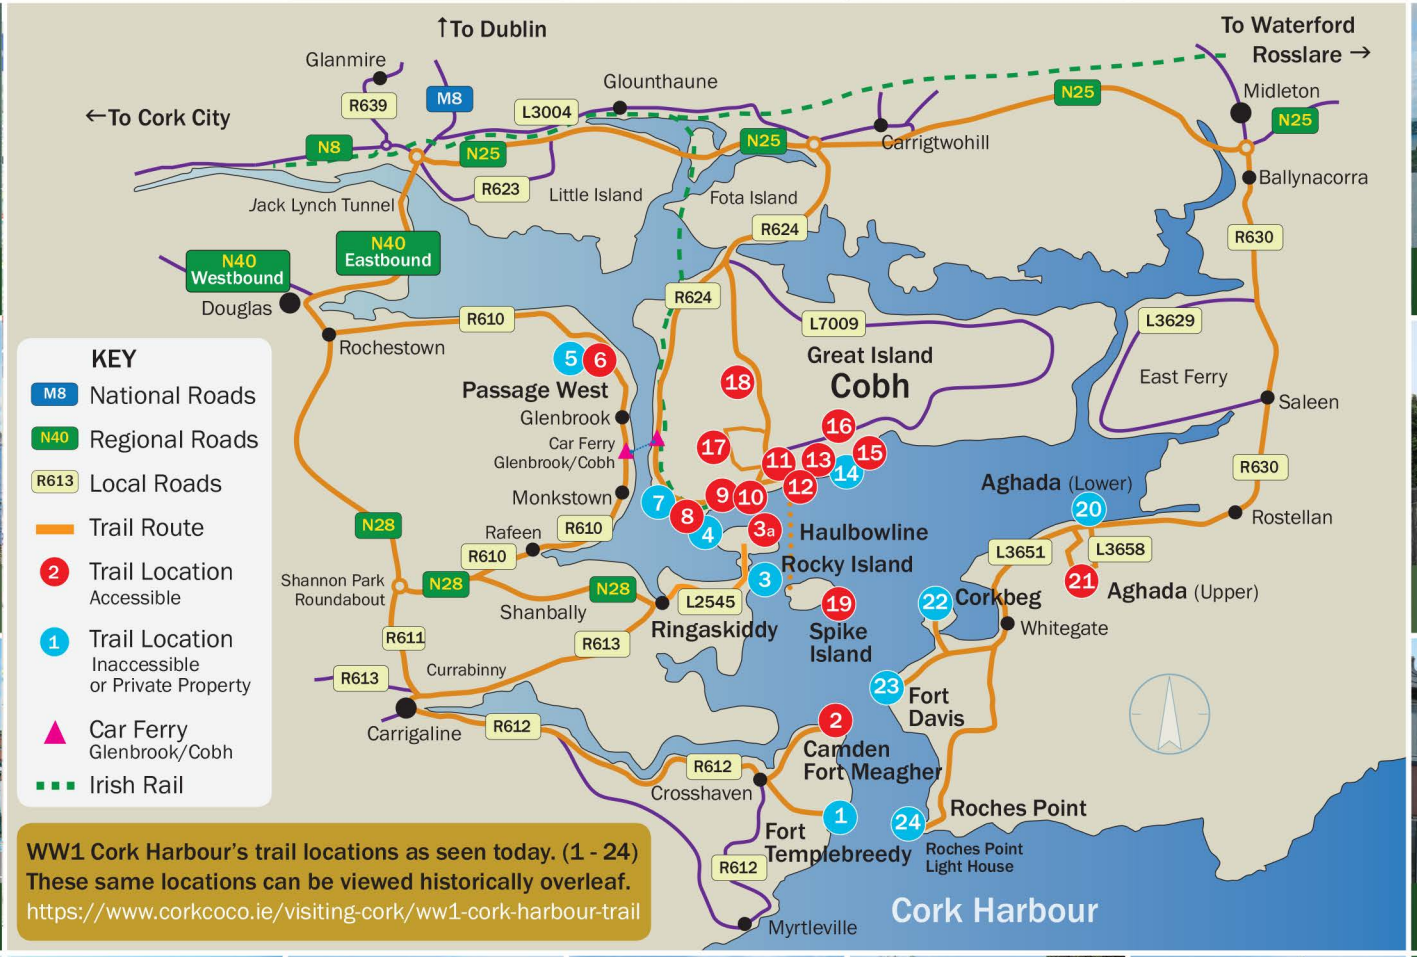 ↑To Dublin
To Waterford
Rosslare →
Glanmire
Glounthaune
Midleton
R639
M8
L3004
N25
←To Cork City
N25
N8
N25
N25
Carrigtwohill
R623
Little Island
Fota Island
Ballynacorra
Jack Lynch Tunnel
R624
N40
Eastbound
R630
N40
Westbound
Douglas
R624
R610
L7009
L3629
Rochestown
Great Island
Cobh
5
6
East Ferry
Passage West
18
Saleen
Glenbrook
16
Car Ferry
Glenbrook/Cobh
17
11
13
15
14
R630
12
Aghada (Lower)
Monkstown
7
9
10
20
8
Rostellan
N28
Rafeen
R610
4
3a
Haulbowline
R610
L3651
L3658
Rocky Island
Shannon Park
Roundabout
N28
N28
3
21
Aghada (Upper)
Shanbally
L2545
19
22
Corkbeg
Ringaskiddy
Spike
Island
Whitegate
R611
R613
Currabinny
R613
23
Fort
Davis
Carrigaline
R612
2
Camden
Fort Meagher
R612
Crosshaven
Roches Point
1
24
Fort
Templebreedy
Roches Point
Light House
R612
Cork Harbour
Myrtleville
KEY
M8 National Roads
N40 Regional Roads
R613 Local Roads
Trail Route
2 Trail Location
Accessible
1 Trail Location
Inaccessible
or Private Property
Car Ferry
Glenbrook/Cobh
Irish Rail
WW1 Cork Harbour's trail locations as seen today. (1 - 24)
These same locations can be viewed historically overleaf.
https://www.corkcoco.ie/visiting-cork/ww1-cork-harbour-trail